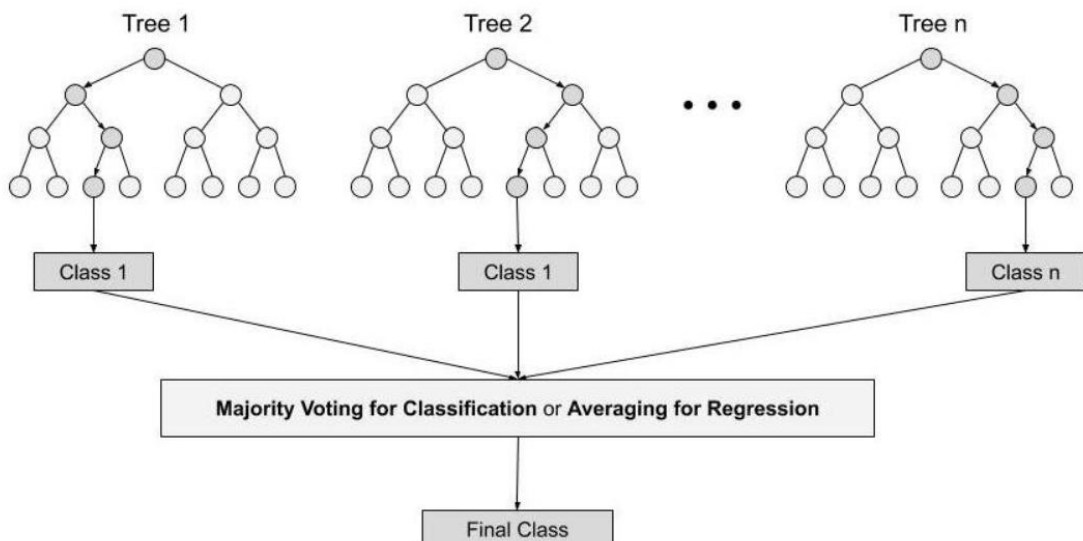 Tree 1
Tree 2
Tree n
Class 1
Class 1
Class n
Majority Voting for Classification or Averaging for Regression
Final Class